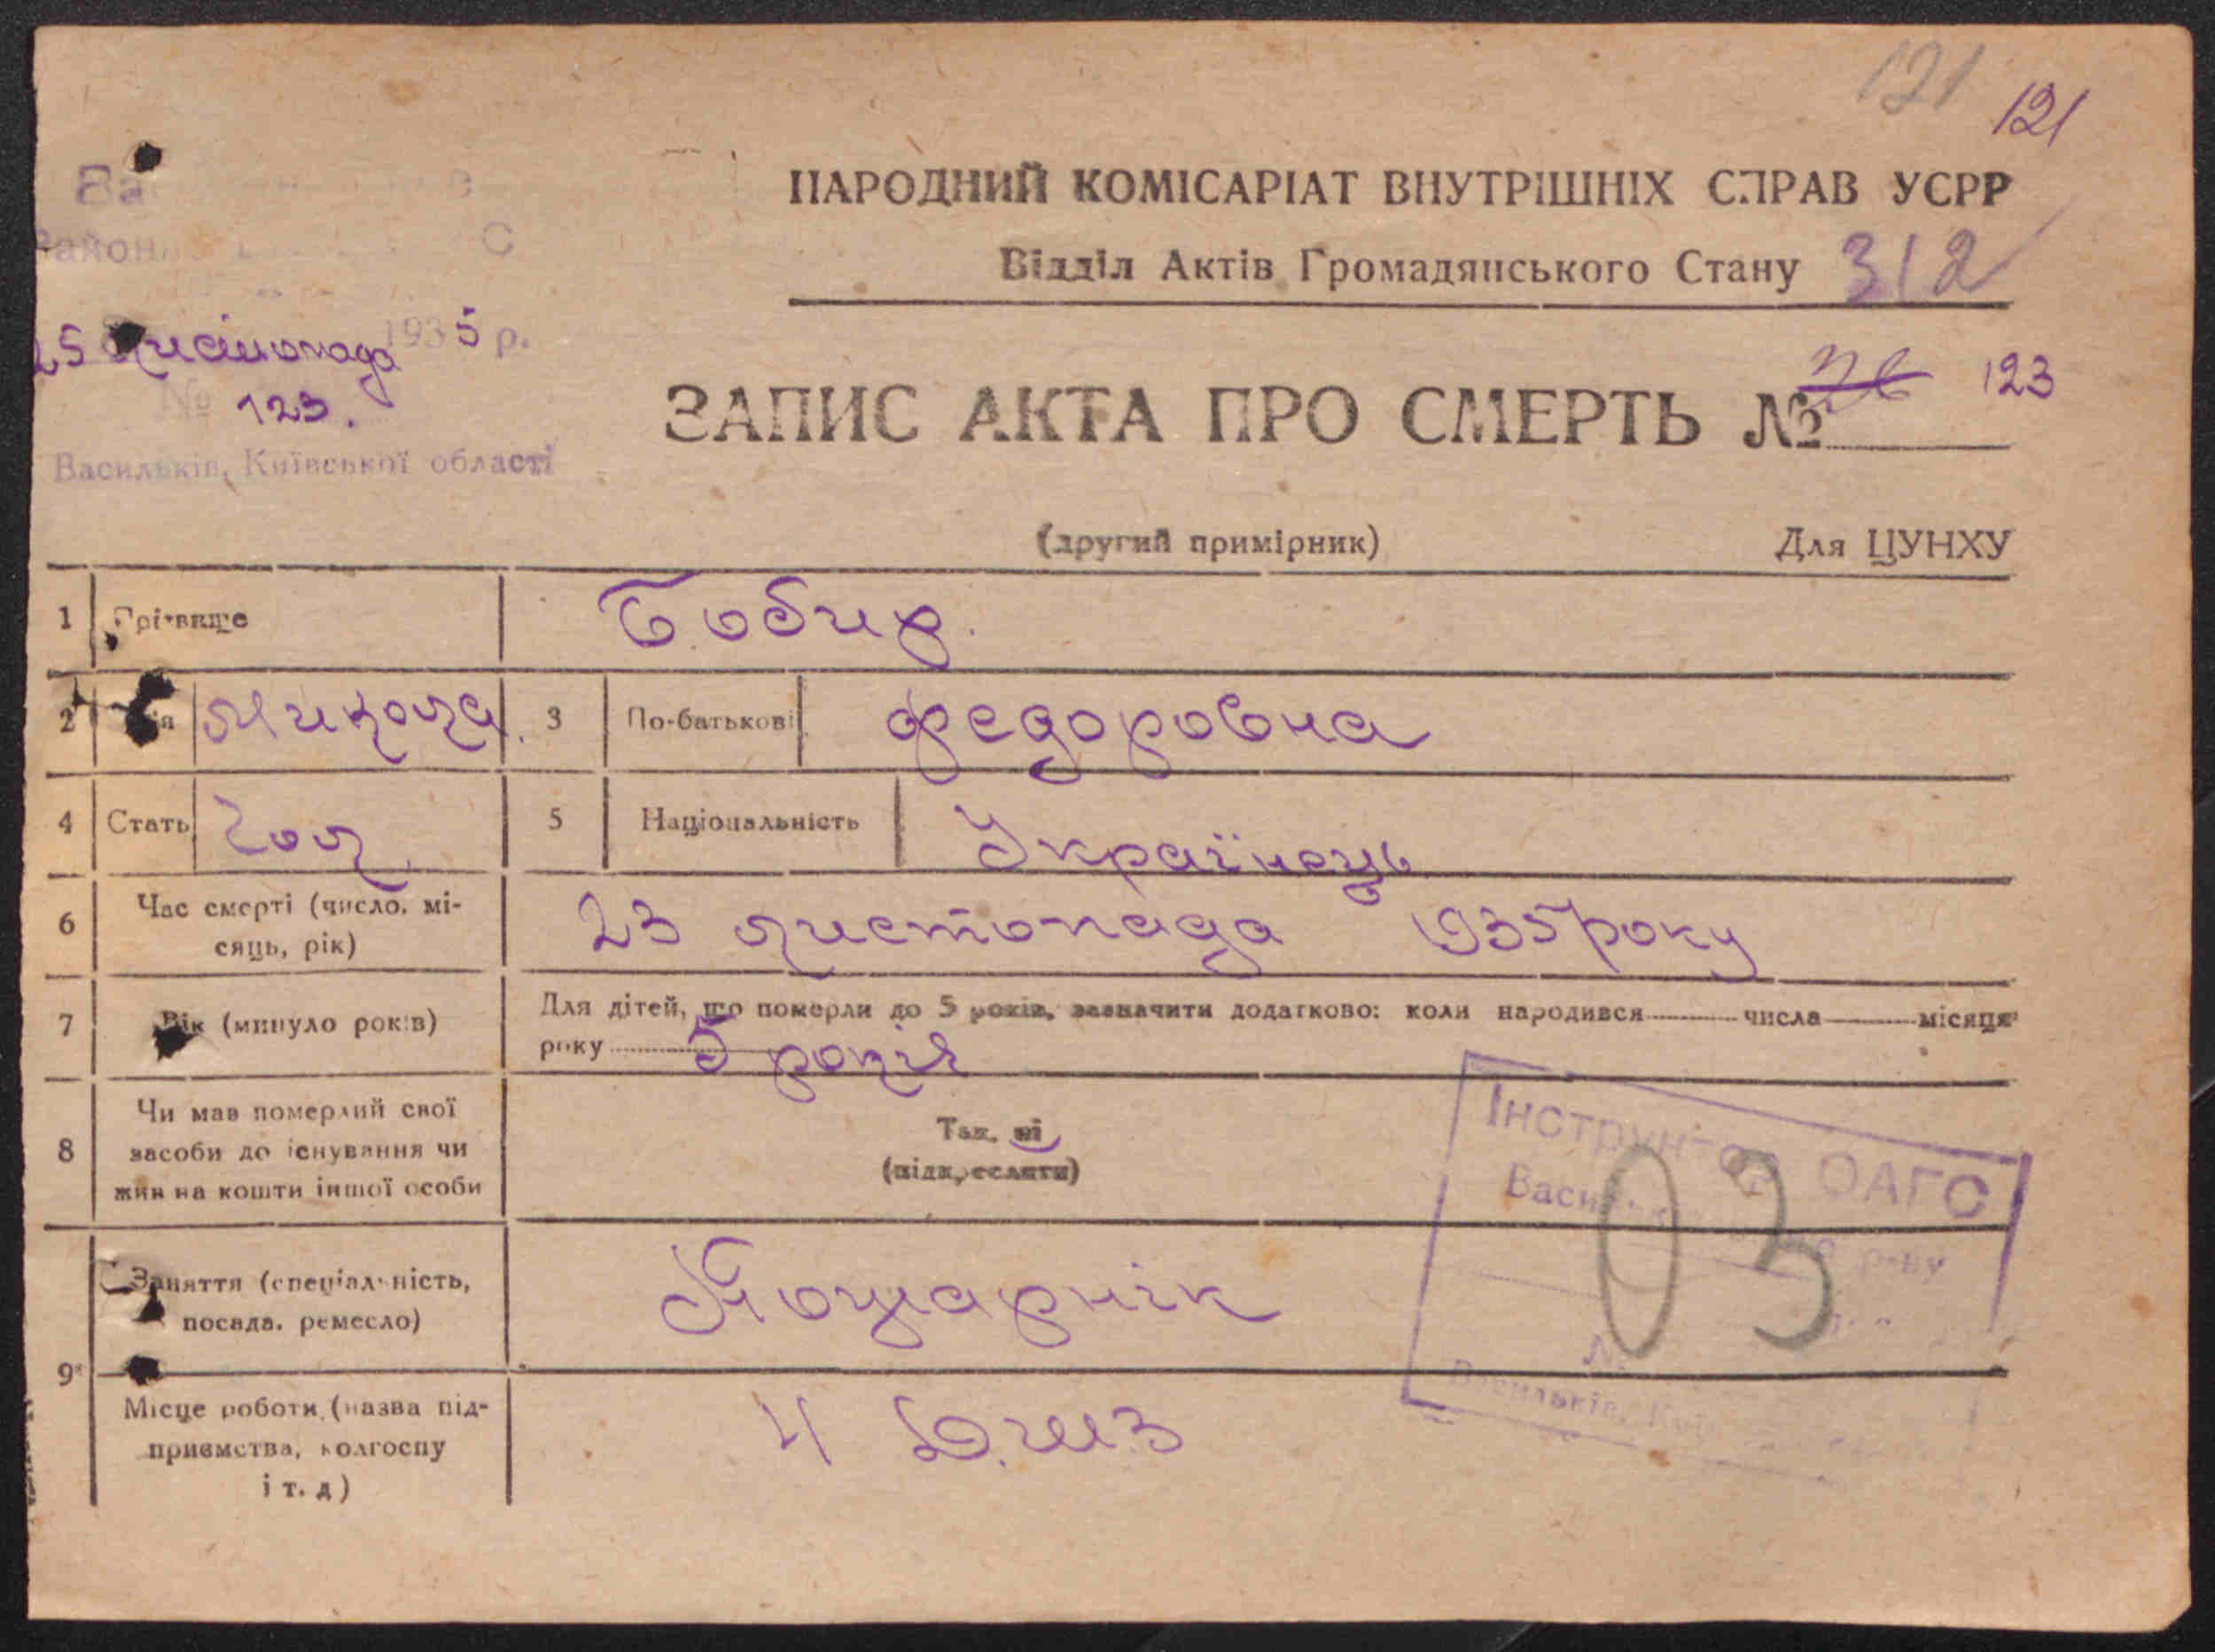 121
121
НАРОДНИЙ КОМІСАРІАТ ВНУТРІШНІХ СПРАВ УСРР
Відділ Актів Громадянського Стану 312
25 листопада 1935 р.
№ 123.
Васильків, Київської області
ЗАПИС АКТА ПРО СМЕРТЬ № 123
(другий примірник)
Для ЦУНХУ
1 Прізвище Бобир.
2 Ім'я Микола. 3 По-батькові Федоровна
4 Стать Чол. 5 Національність Українець
6 Час смерті (число, місяць, рік) 23 листопада 1935 року
7 Вік (минуло років) Для дітей, що померли до 5 років, зазначити додатково: коли народився числа місяця
року 5 років
8 Чи мав померлий свої засоби до існування чи жив на кошти іншої особи
Так, ні
(підкреслити)
Інструктор ОАГС
03
9 Заняття (спеціальність, посада, ремесло) Пожарнік
Місце роботи (назва підприємства, колгоспу і т. д)